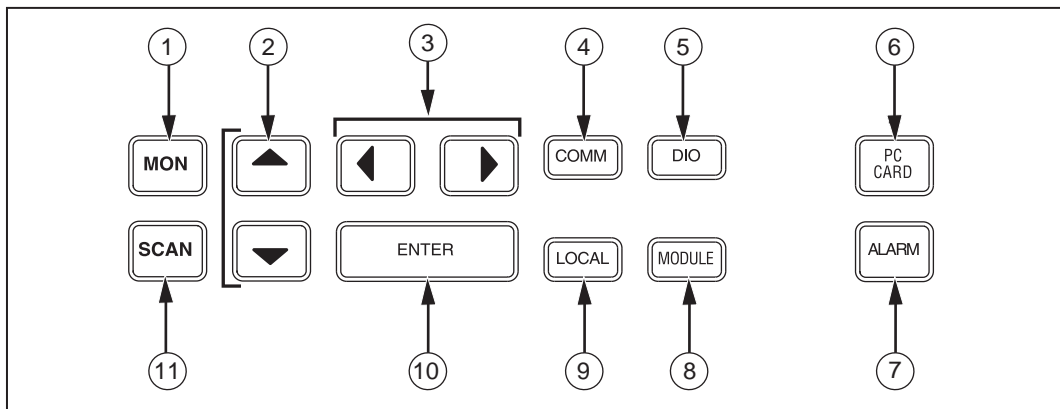 1 2 3 4 5 6
MON COMM DIO PC CARD
SCAN ENTER LOCAL MODULE ALARM
11 10 9 8 7